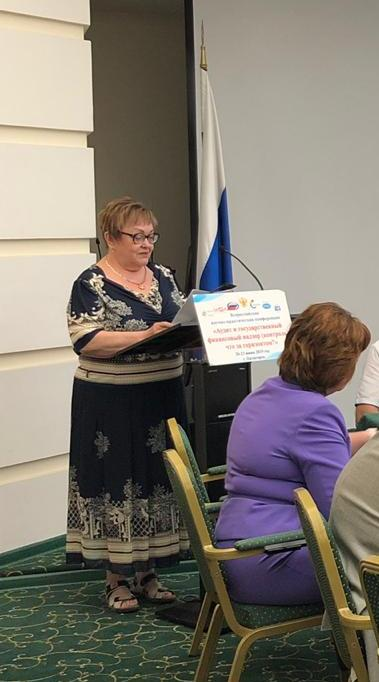 Всероссийская
научно-практическая конференция
«Аудит и государственный
финансовый надзор (контроль):
что за горизонтом?»